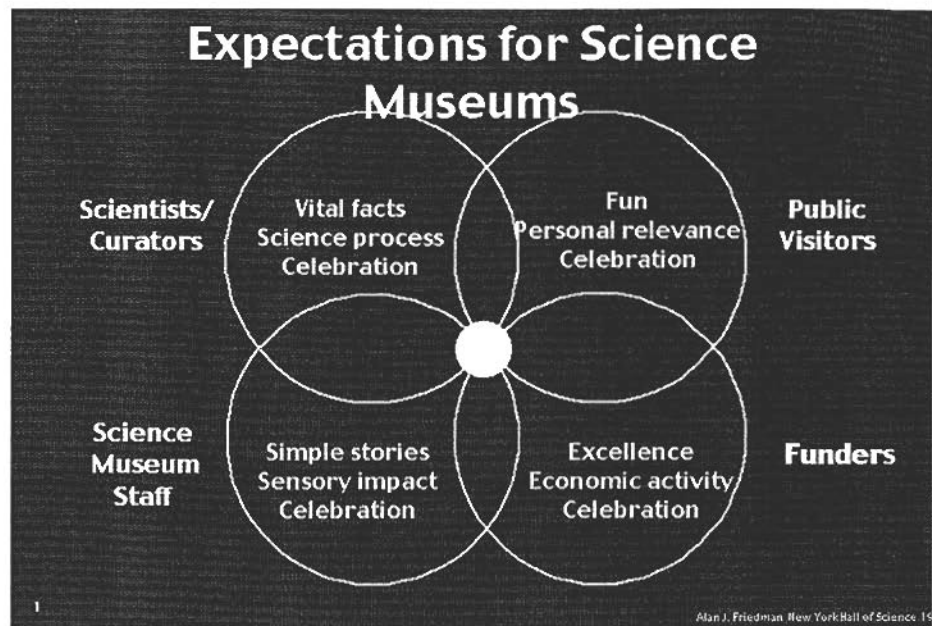 Expectations for Science
Museums
Scientists/
Curators
Vital facts
Science process
Celebration
Fun
Personal relevance
Celebration
Public
Visitors
Science
Museum
Staff
Simple stories
Sensory impact
Celebration
Excellence
Economic activity
Celebration
Funders
1
Alan J. Friedman New York Hall of Science 19